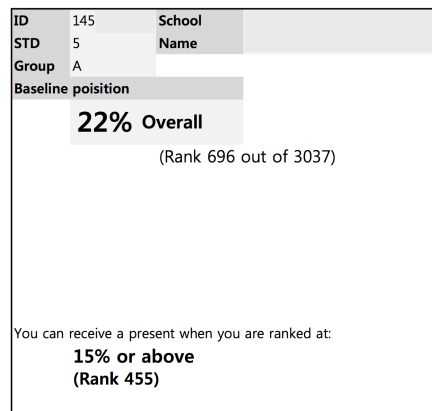 ID 145 School
STD 5 Name
Group A
Baseline poisition
22% Overall
(Rank 696 out of 3037)
You can receive a present when you are ranked at:
15% or above
(Rank 455)